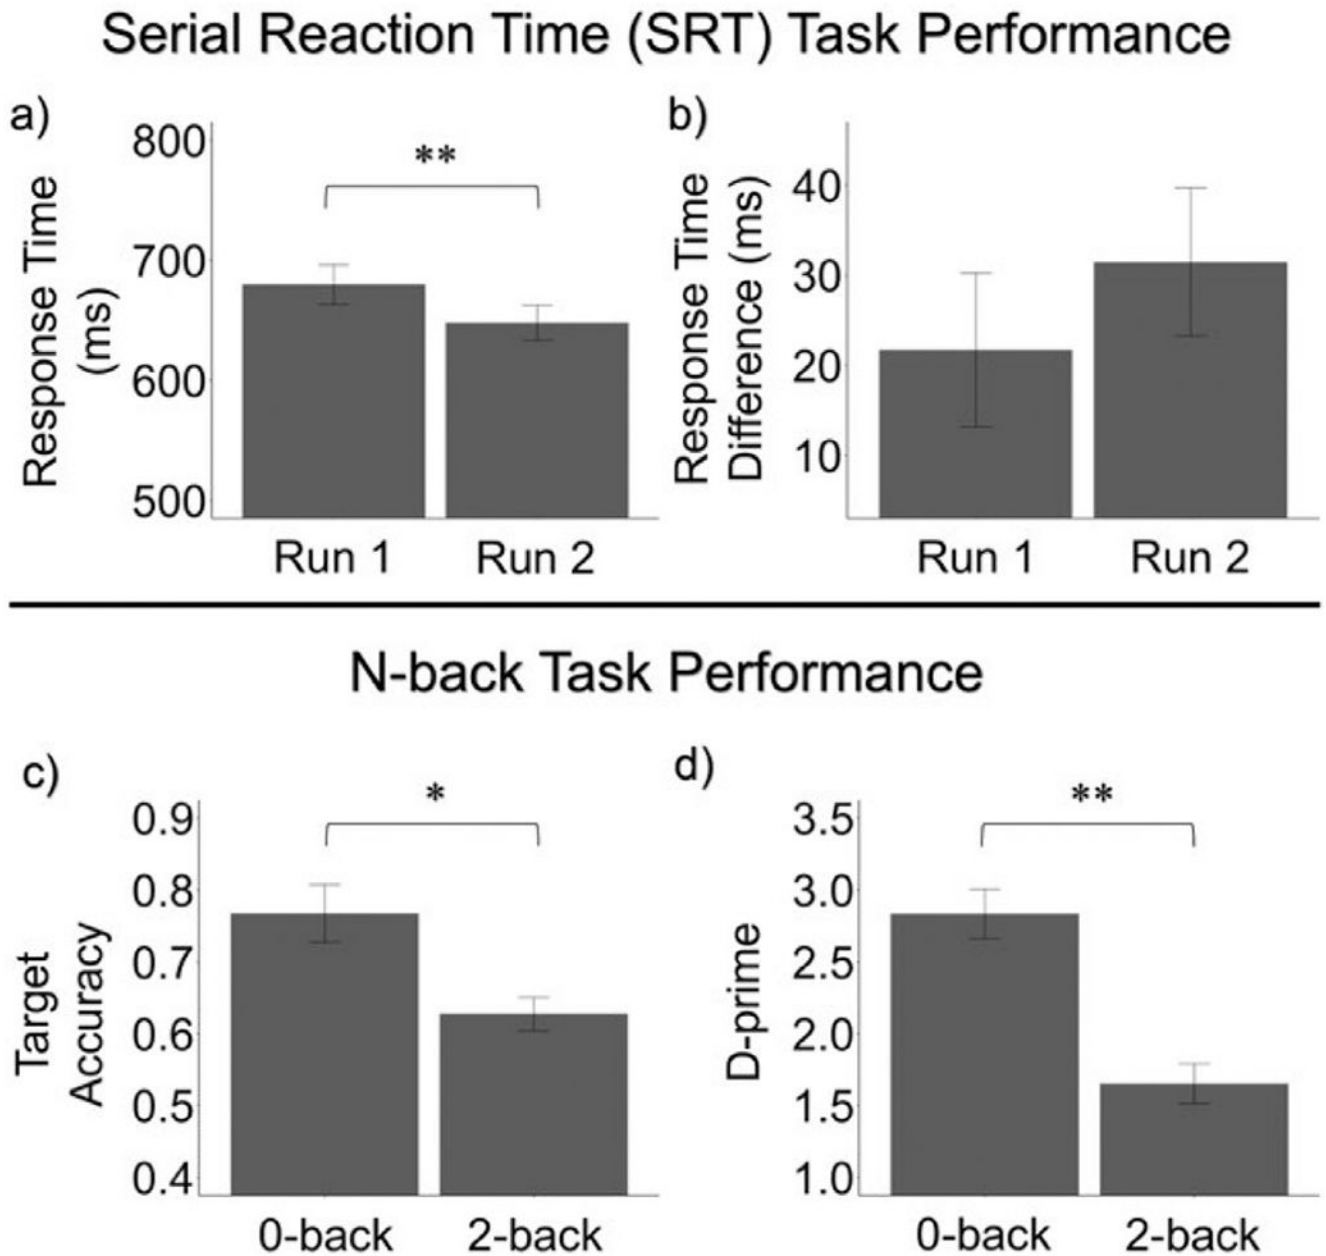 Serial Reaction Time (SRT) Task Performance
a)
Response Time
(ms)
800
700
600
500
**
Run 1
Run 2
b)
Response Time
Difference (ms)
40
30
20
10
Run 1
Run 2
N-back Task Performance
c)
Target
Accuracy
0.9
0.8
0.7
0.6
0.5
0.4
*
0-back
2-back
d)
D-prime
3.5
3.0
2.5
2.0
1.5
1.0
**
0-back
2-back